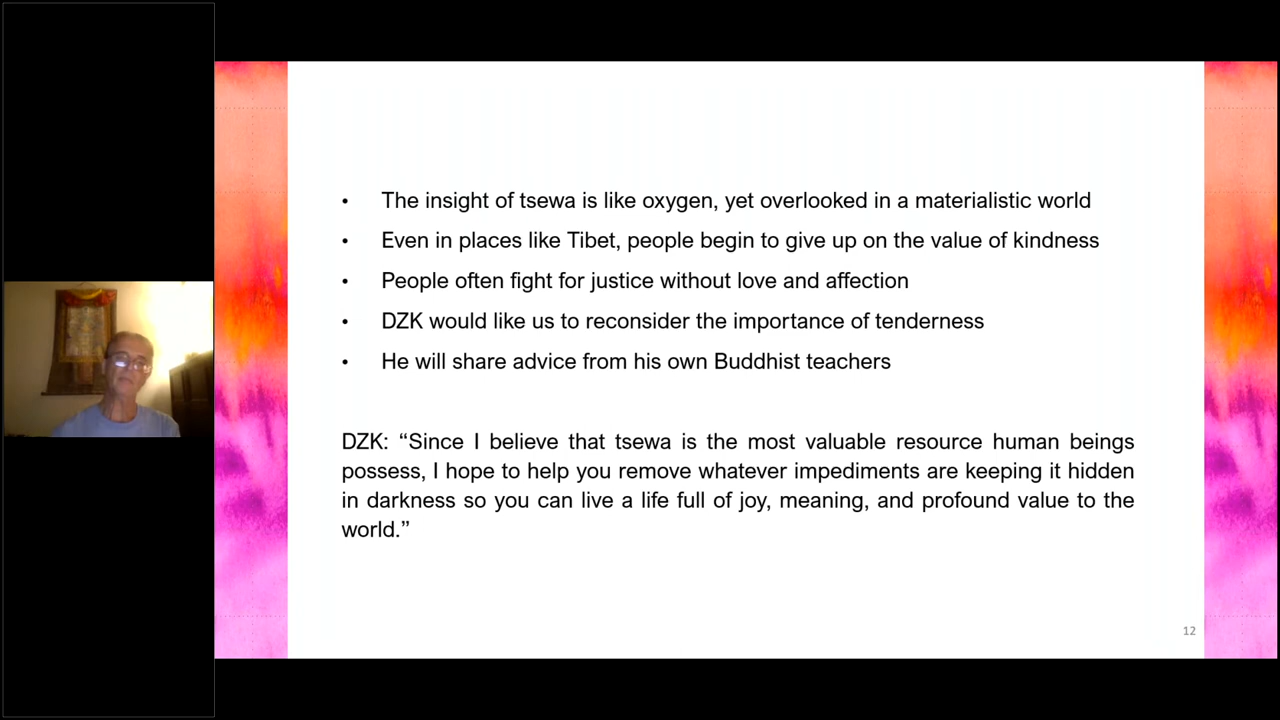 • The insight of tsewa is like oxygen, yet overlooked in a materialistic world
• Even in places like Tibet, people begin to give up on the value of kindness
• People often fight for justice without love and affection
• DZK would like us to reconsider the importance of tenderness
• He will share advice from his own Buddhist teachers
DZK: “Since I believe that tsewa is the most valuable resource human beings
possess, I hope to help you remove whatever impediments are keeping it hidden
in darkness so you can live a life full of joy, meaning, and profound value to the
world.”
12